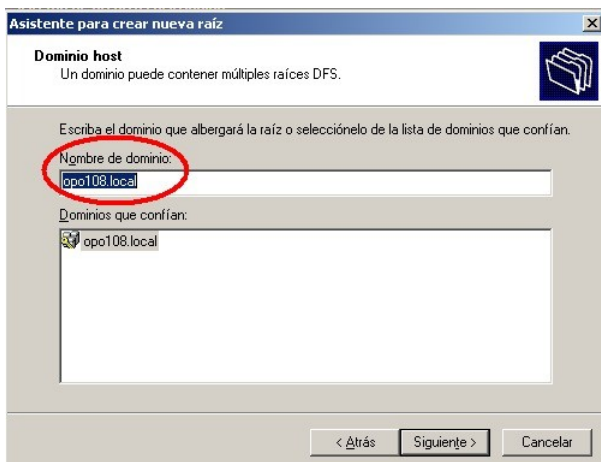 Asistente para crear nueva raíz
Dominio host
Un dominio puede contener múltiples raíces DFS.
Escriba el dominio que albergará la raíz o selecciónelo de la lista de dominios que confían.
Nombre de dominio:
opo108.local
Dominios que confían:
opo108.local
< Atrás
Siguiente >
Cancelar